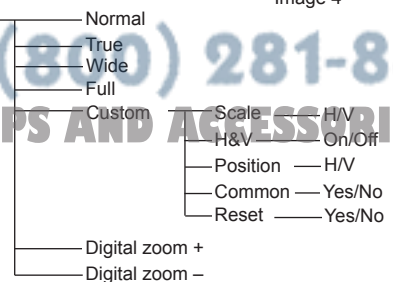 Image 4
Normal
(800) 281-8
True
Wide
Full
PS AND ACCESSORI
Custom Scale H/V
H&V On/Off
Position H/V
Common Yes/No
Reset Yes/No
Digital zoom +
Digital zoom –